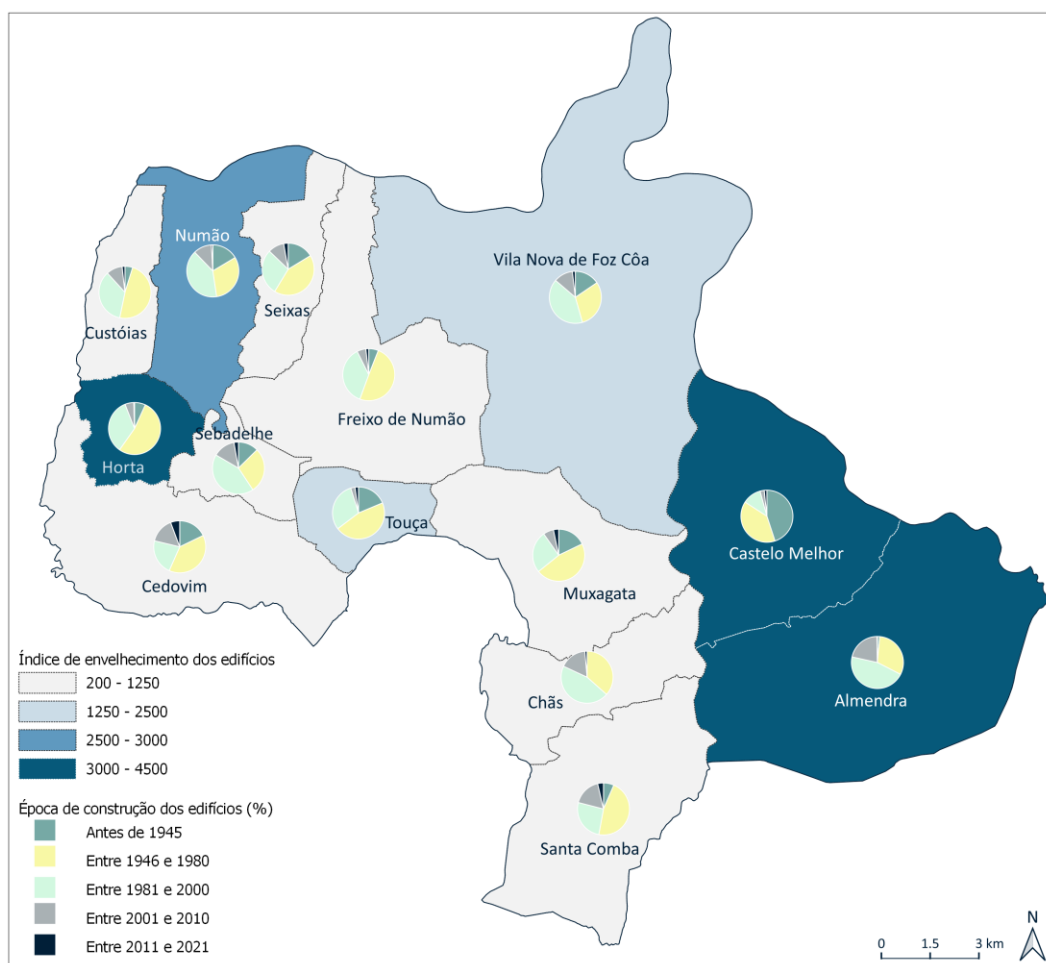 Vila Nova de Foz Côa
Numão
Seixas
Custóias
Freixo de Numão
Sebadelhe
Horta
Touça
Castelo Melhor
Cedovim
Muxagata
Chãs
Almendra
Santa Comba
Índice de envelhecimento dos edifícios
200 - 1250
1250 - 2500
2500 - 3000
3000 - 4500
Época de construção dos edifícios (%)
Antes de 1945
Entre 1946 e 1980
Entre 1981 e 2000
Entre 2001 e 2010
Entre 2011 e 2021
N
0 1.5 3 km